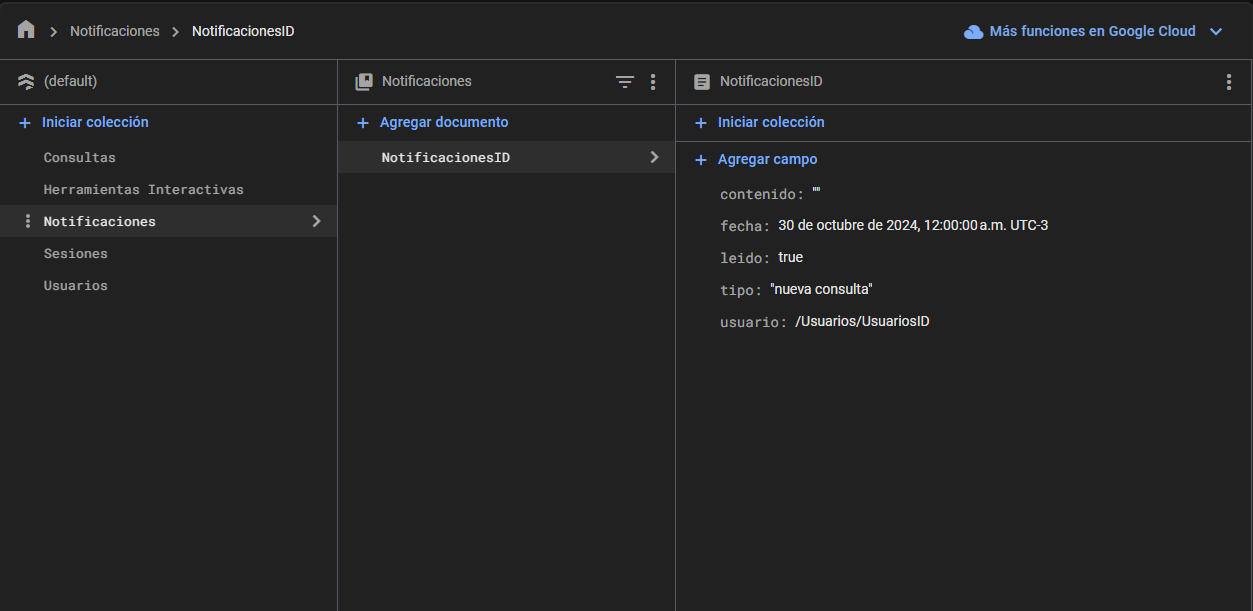 Notificaciones NotificacionesID
Más funciones en Google Cloud
(default)
Iniciar colección
Consultas
Herramientas Interactivas
Notificaciones
Sesiones
Usuarios
Notificaciones
Agregar documento
NotificacionesID
NotificacionesID
Iniciar colección
Agregar campo
contenido: ""
fecha: 30 de octubre de 2024, 12:00:00 a.m. UTC-3
leido: true
tipo: "nueva consulta"
usuario: /Usuarios/UsuariosID